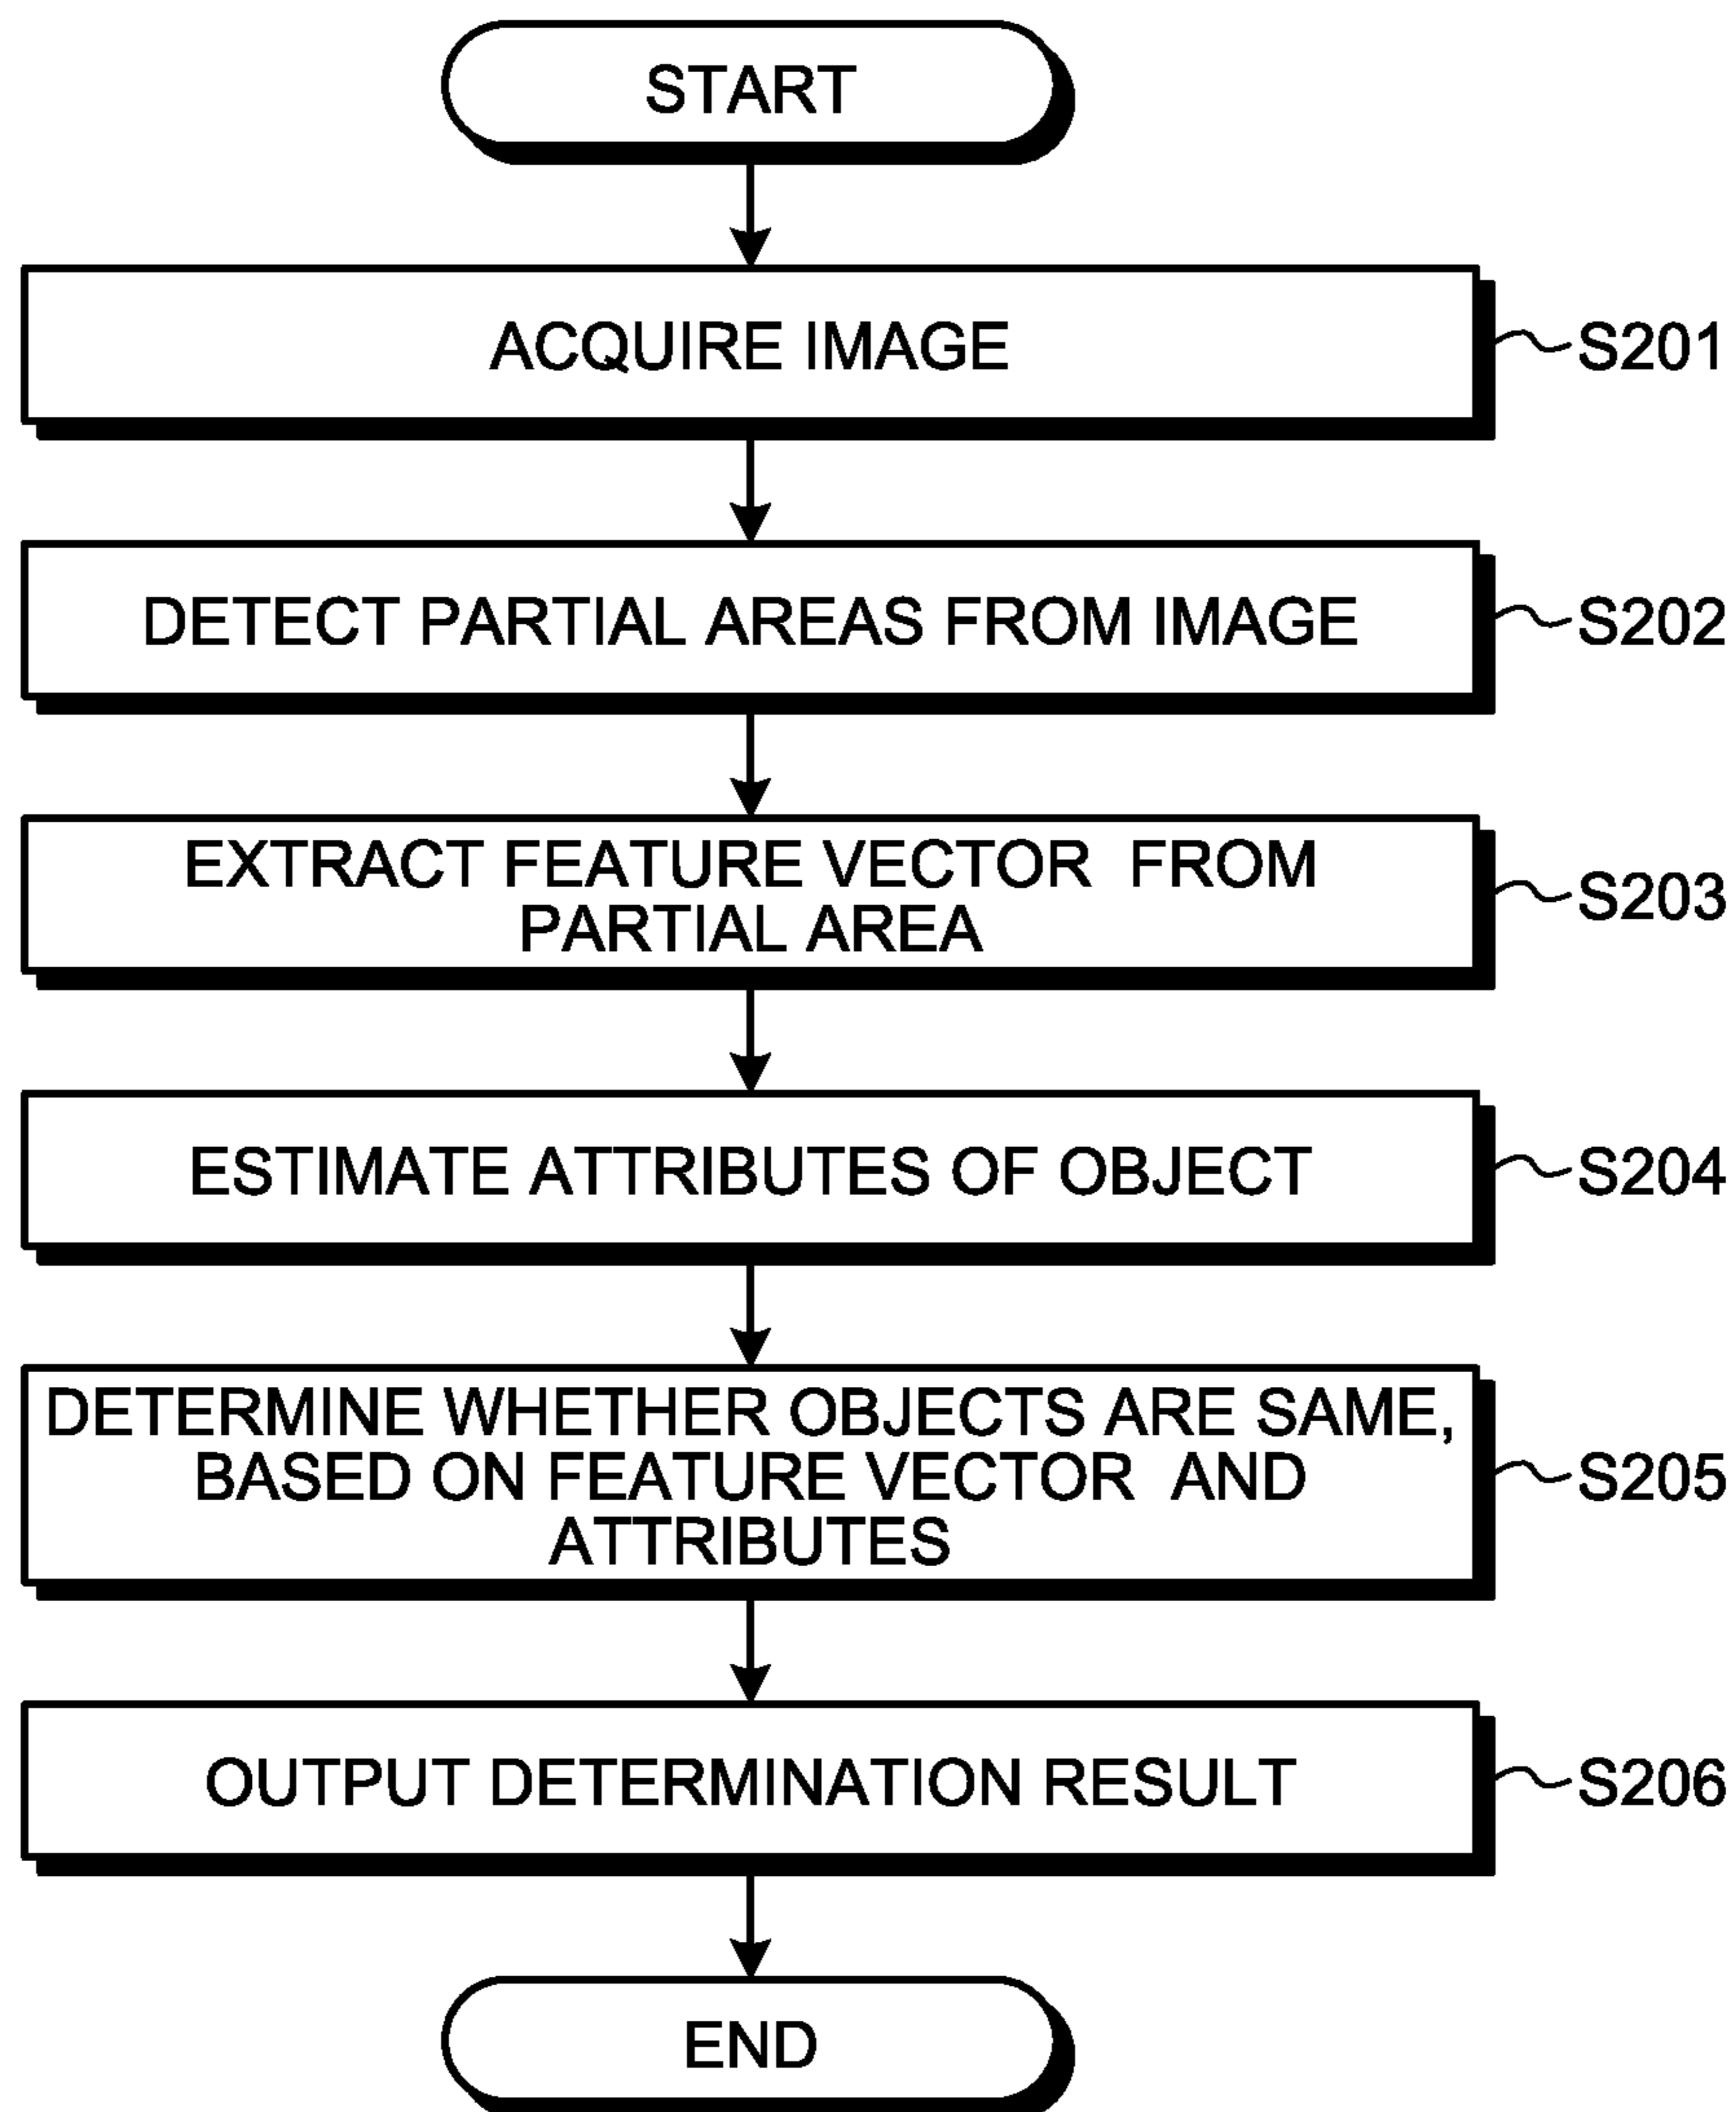 START
ACQUIRE IMAGE
S201
DETECT PARTIAL AREAS FROM IMAGE
S202
EXTRACT FEATURE VECTOR FROM
PARTIAL AREA
S203
ESTIMATE ATTRIBUTES OF OBJECT
S204
DETERMINE WHETHER OBJECTS ARE SAME,
BASED ON FEATURE VECTOR AND
ATTRIBUTES
S205
OUTPUT DETERMINATION RESULT
S206
END